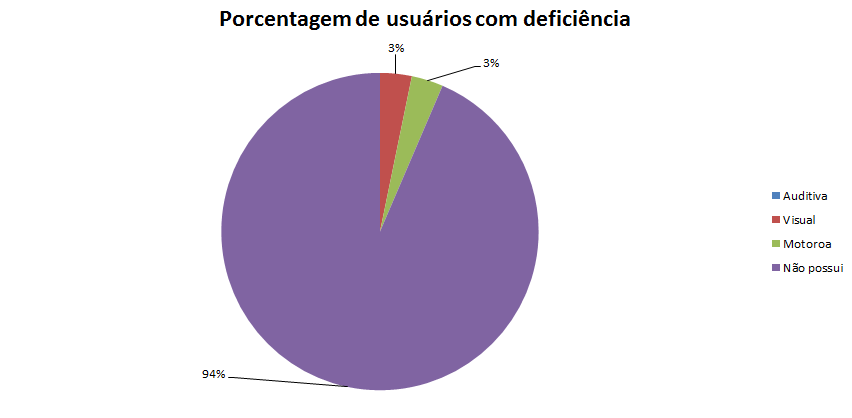 Porcentagem de usuários com deficiência
3%
3%
Auditiva
Visual
Motoroa
Não possui
94%